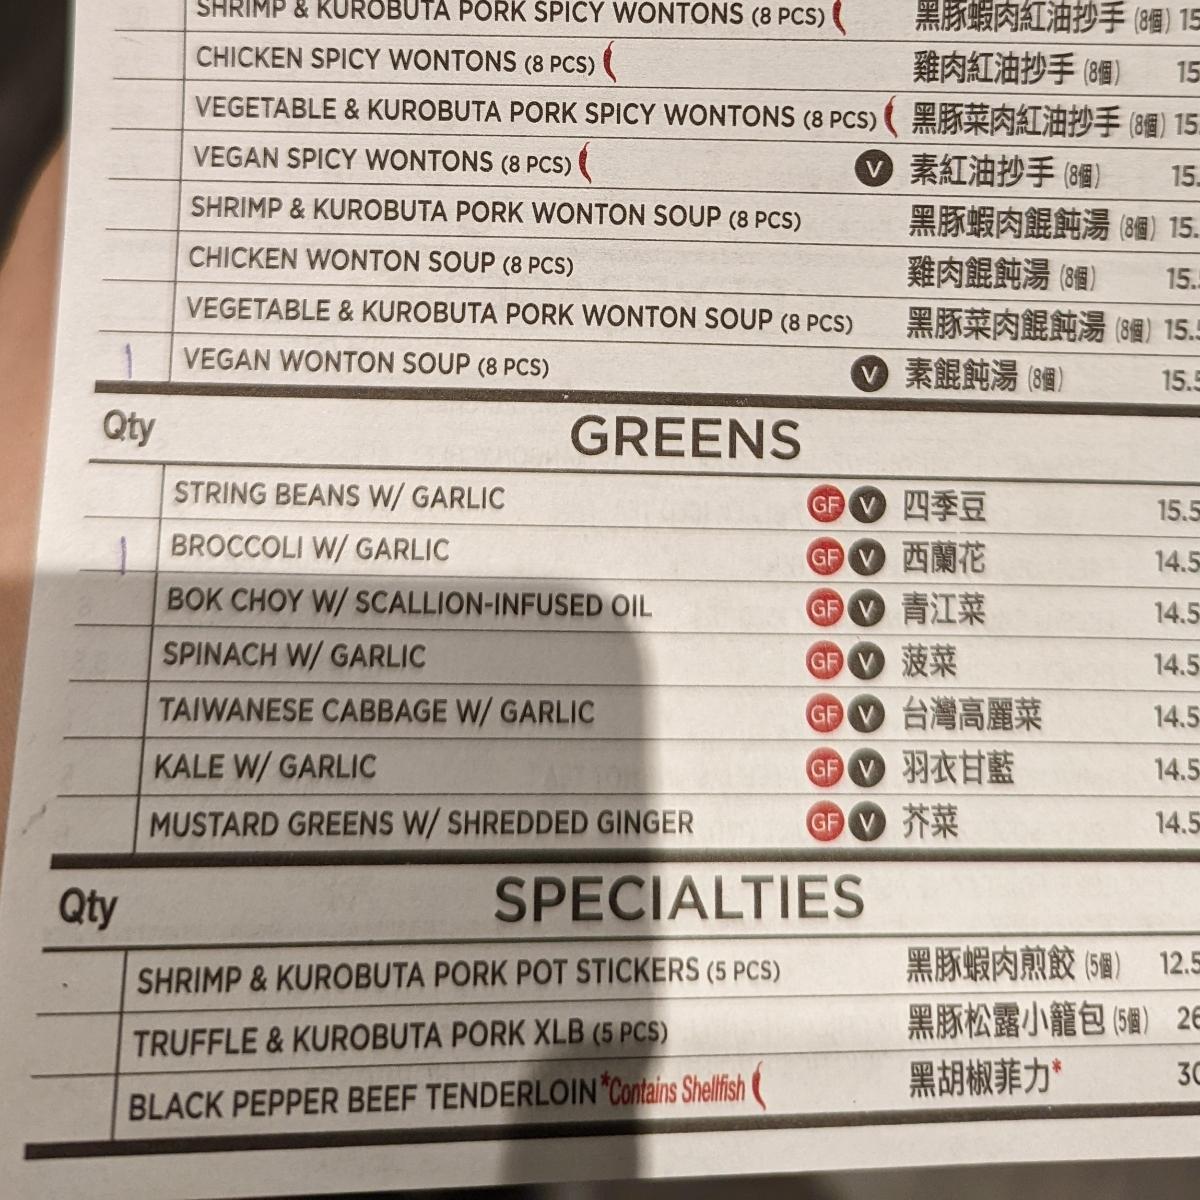 SHRIMP & KUROBUTA PORK SPICY WONTONS (8 PCS) 黑豚蝦肉紅油抄手 (8個) 15
CHICKEN SPICY WONTONS (8 PCS) 雞肉紅油抄手 (8個) 15
VEGETABLE & KUROBUTA PORK SPICY WONTONS (8 PCS) 黑豚菜肉紅油抄手 (8個) 15
VEGAN SPICY WONTONS (8 PCS) V 素紅油抄手 (8個) 15.
SHRIMP & KUROBUTA PORK WONTON SOUP (8 PCS) 黑豚蝦肉餛飩湯 (8個) 15.
CHICKEN WONTON SOUP (8 PCS) 雞肉餛飩湯 (8個) 15.5
VEGETABLE & KUROBUTA PORK WONTON SOUP (8 PCS) 黑豚菜肉餛飩湯 (8個) 15.5
1 VEGAN WONTON SOUP (8 PCS) V 素餛飩湯 (8個) 15.5
Qty GREENS
STRING BEANS W/ GARLIC GF V 四季豆 15.5
1 BROCCOLI W/ GARLIC GF V 西蘭花 14.5
BOK CHOY W/ SCALLION-INFUSED OIL GF V 青江菜 14.5
SPINACH W/ GARLIC GF V 菠菜 14.5
TAIWANESE CABBAGE W/ GARLIC GF V 台灣高麗菜 14.5
KALE W/ GARLIC GF V 羽衣甘藍 14.5
MUSTARD GREENS W/ SHREDDED GINGER GF V 芥菜 14.5
Qty SPECIALTIES
SHRIMP & KUROBUTA PORK POT STICKERS (5 PCS) 黑豚蝦肉煎餃 (5個) 12.5
TRUFFLE & KUROBUTA PORK XLB (5 PCS) 黑豚松露小籠包 (5個) 26
BLACK PEPPER BEEF TENDERLOIN *Contains Shellfish 黑胡椒菲力* 30